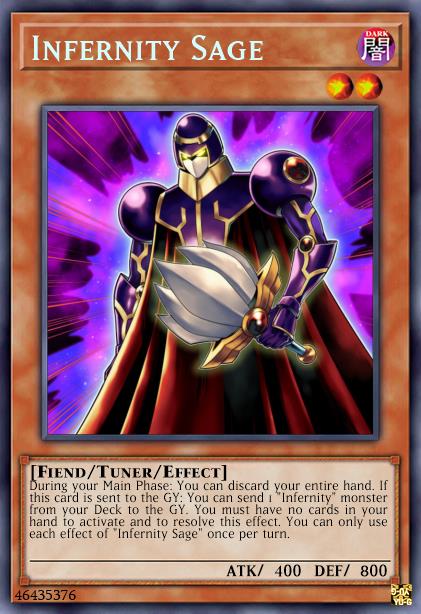 INFERNITY SAGE
DARK
闇
[FIEND/TUNER/EFFECT]
During your Main Phase: You can discard your entire hand. If
this card is sent to the GY: You can send 1 "Infernity" monster
from your Deck to the GY. You must have no cards in your
hand to activate and to resolve this effect. You can only use
each effect of "Infernity Sage" once per turn.
ATK/ 400 DEF/ 800
46435376